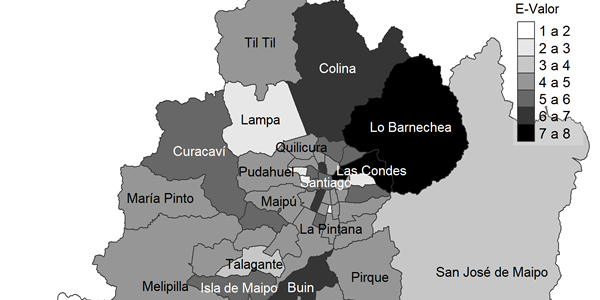 E-Valor
1 a 2
2 a 3
3 a 4
4 a 5
5 a 6
6 a 7
7 a 8
Til Til
Colina
Lampa
Lo Barnechea
Quilicura
Curacaví
Pudahuel
Las Condes
Santiago
María Pinto
Maipú
La Pintana
Talagante
San José de Maipo
Pirque
Melipilla
Isla de Maipo
Buin